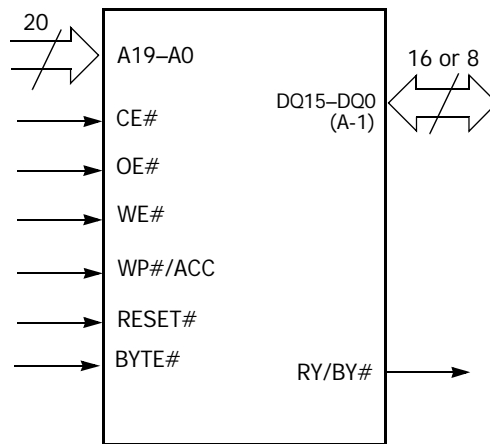 20
A19–A0
16 or 8
DQ15–DQ0
(A-1)
CE#
OE#
WE#
WP#/ACC
RESET#
BYTE#
RY/BY#